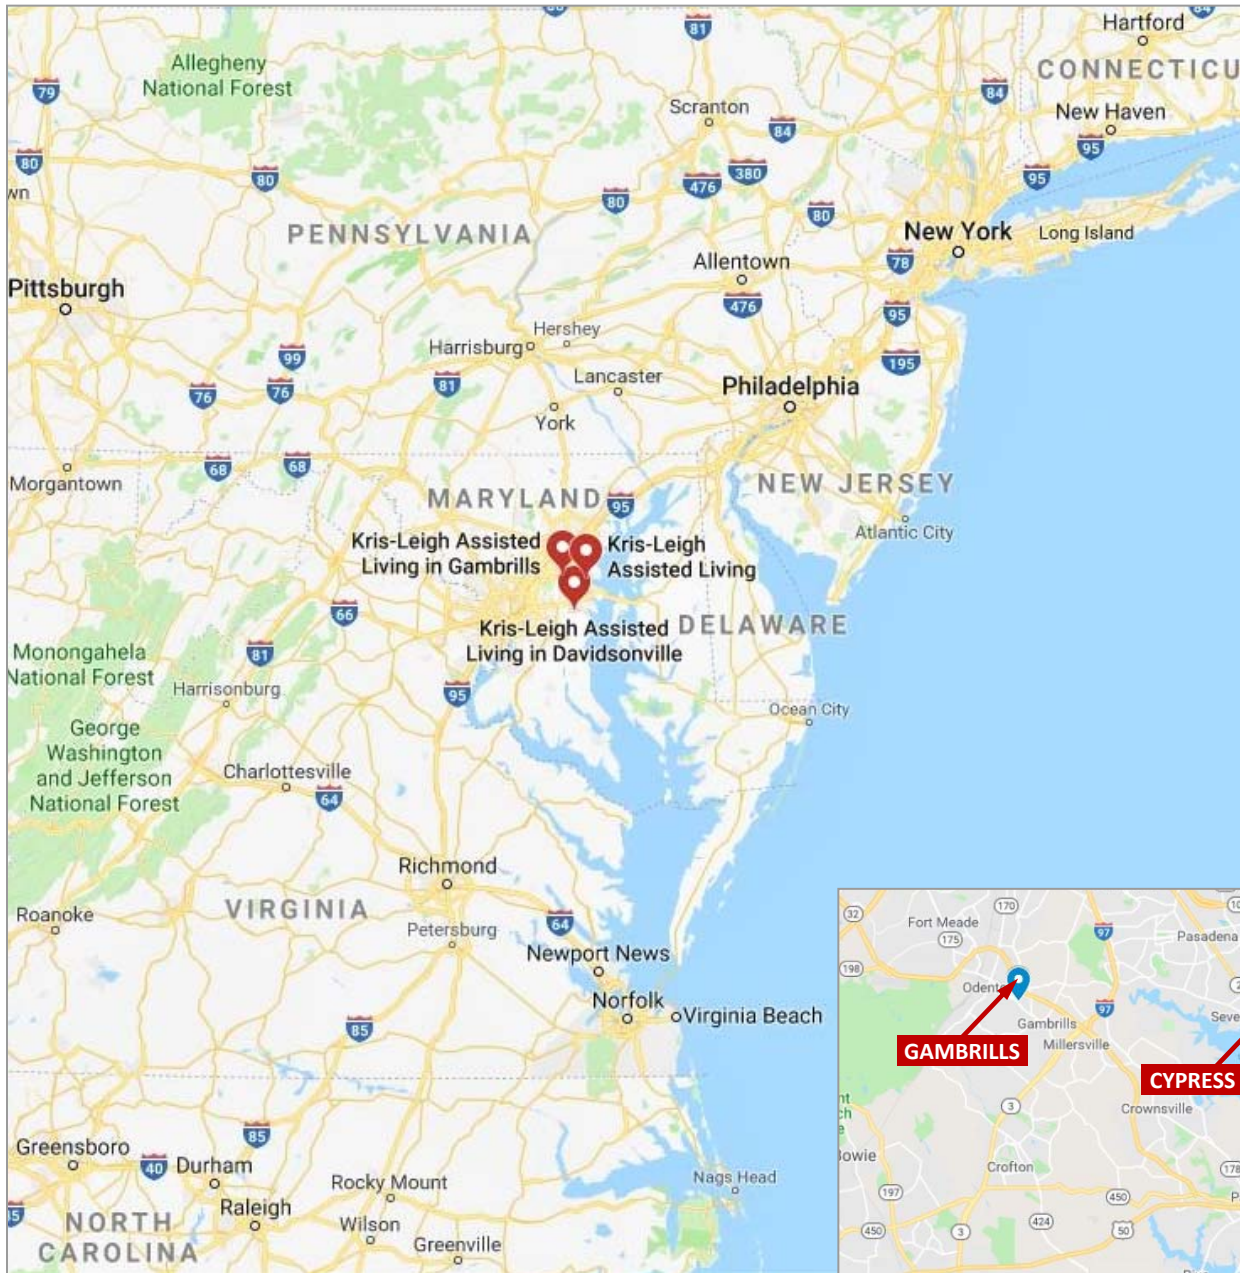 81
84
Hartford
Allegheny
National Forest
CONNECTICU
79
84
Scranton
New Haven
84
95
80
80
380
476
95
wn
80
80
PENNSYLVANIA
New York
Long Island
Allentown
78
Pittsburgh
476
95
Hershey
Harrisburg
99
195
Lancaster
81
Philadelphia
76
76
York
68
68
Morgantown
MARYLAND
NEW JERSEY
95
Atlantic City
Kris-Leigh Assisted
Living in Gambrills
Kris-Leigh
Assisted Living
66
Kris-Leigh Assisted
Living in Davidsonville
DELAWARE
81
Monongahela
National Forest
Harrisonburg
95
Ocean City
George
Washington
and Jefferson
National Forest
Charlottesville
64
Richmond
VIRGINIA
Roanoke
Petersburg
64
Newport News
Norfolk
Virginia Beach
85
Greensboro
85
40
Durham
Rocky Mount
Nags Head
Raleigh
Wilson
NORTH
CAROLINA
Greenville
170
32
Fort Meade
175
97
Pasadena
198
Odent
97
Seve
Gambrills
Millersville
GAMBRILLS
CYPRESS
3
Crownsville
Bowie
Crofton
178
197
450
424
450
3
50